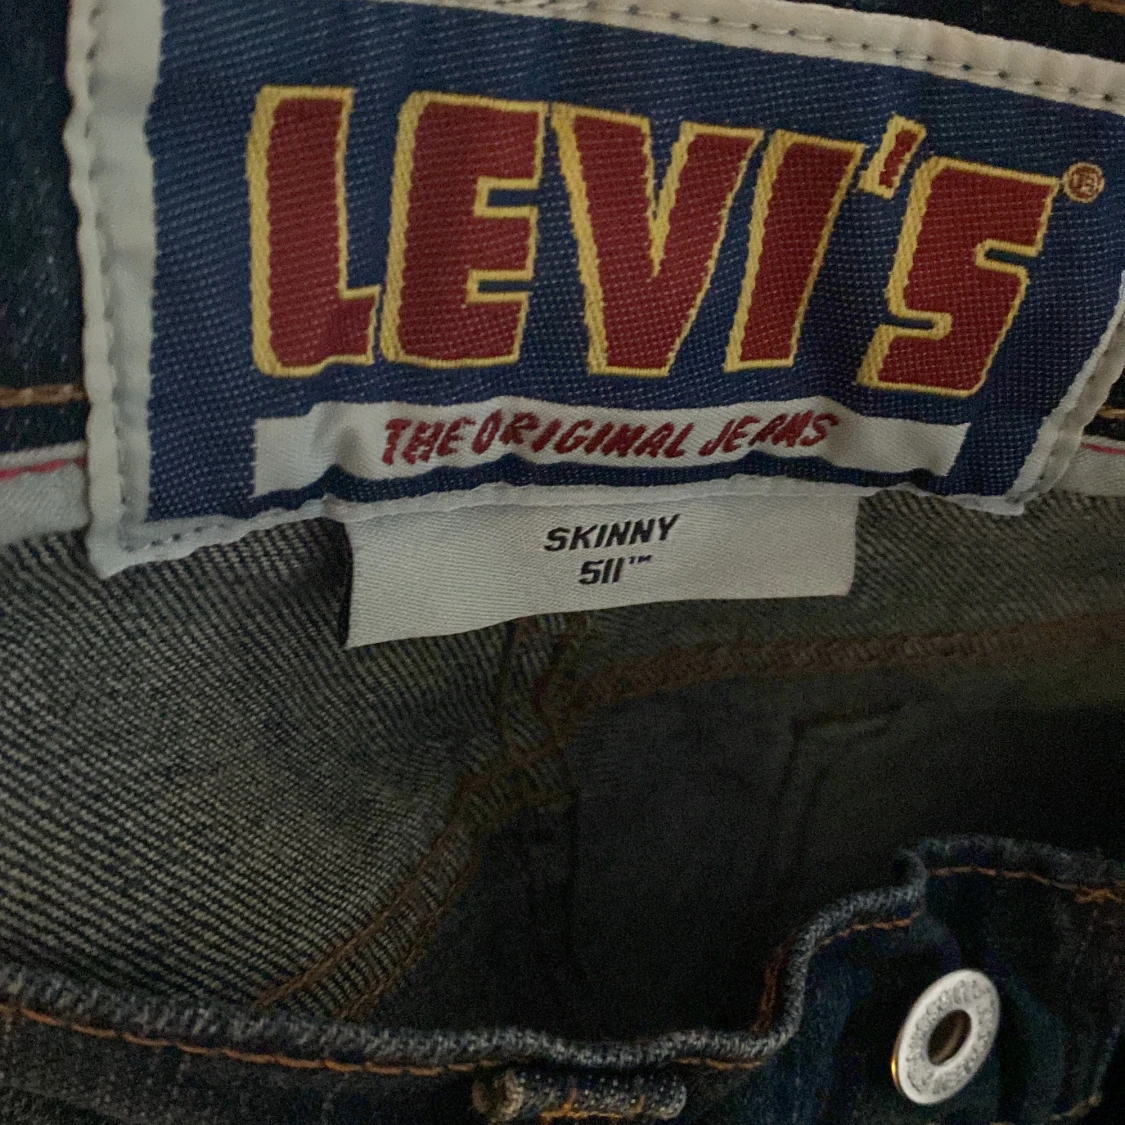 LEVI'S®
THE ORIGINAL JEANS
SKINNY
511™